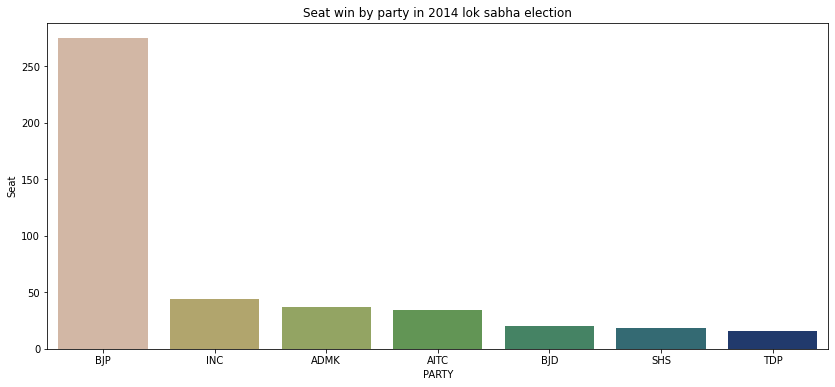 Seat win by party in 2014 lok sabha election
Seat
250
200
150
100
50
0
BJP INC ADMK AITC BJD SHS TDP
PARTY